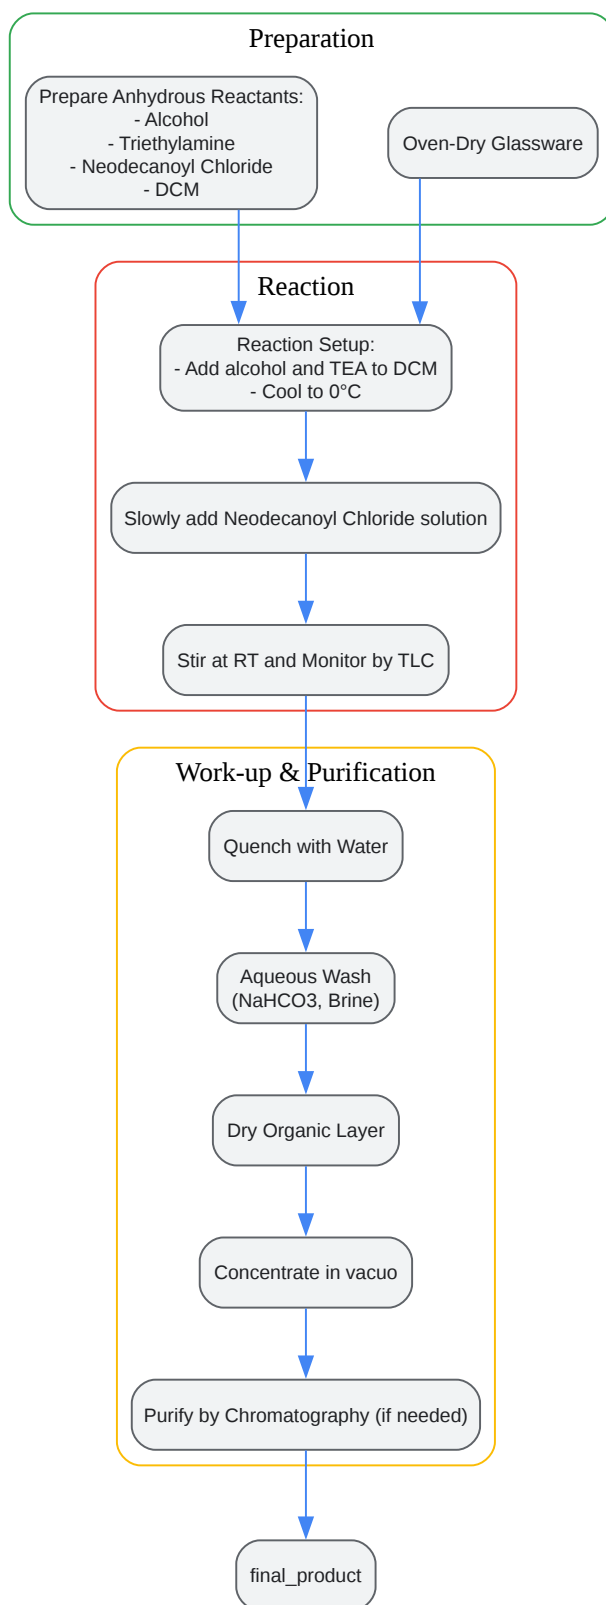 Preparation
Prepare Anhydrous Reactants:
- Alcohol
- Triethylamine
- Neodecanoyl Chloride
- DCM
Oven-Dry Glassware
Reaction
Reaction Setup:
- Add alcohol and TEA to DCM
- Cool to 0°C
Slowly add Neodecanoyl Chloride solution
Stir at RT and Monitor by TLC
Work-up & Purification
Quench with Water
Aqueous Wash
(NaHCO3, Brine)
Dry Organic Layer
Concentrate in vacuo
Purify by Chromatography (if needed)
final_product